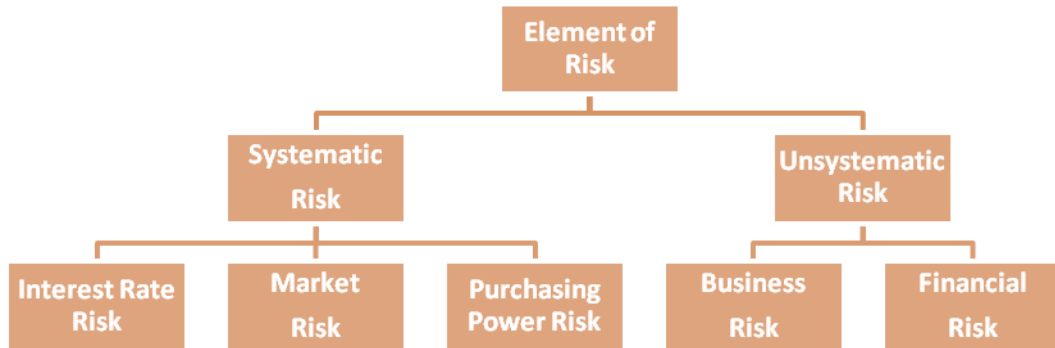 Element of
Risk
Systematic
Risk
Unsystematic
Risk
Interest Rate
Risk
Market
Risk
Purchasing
Power Risk
Business
Risk
Financial
Risk